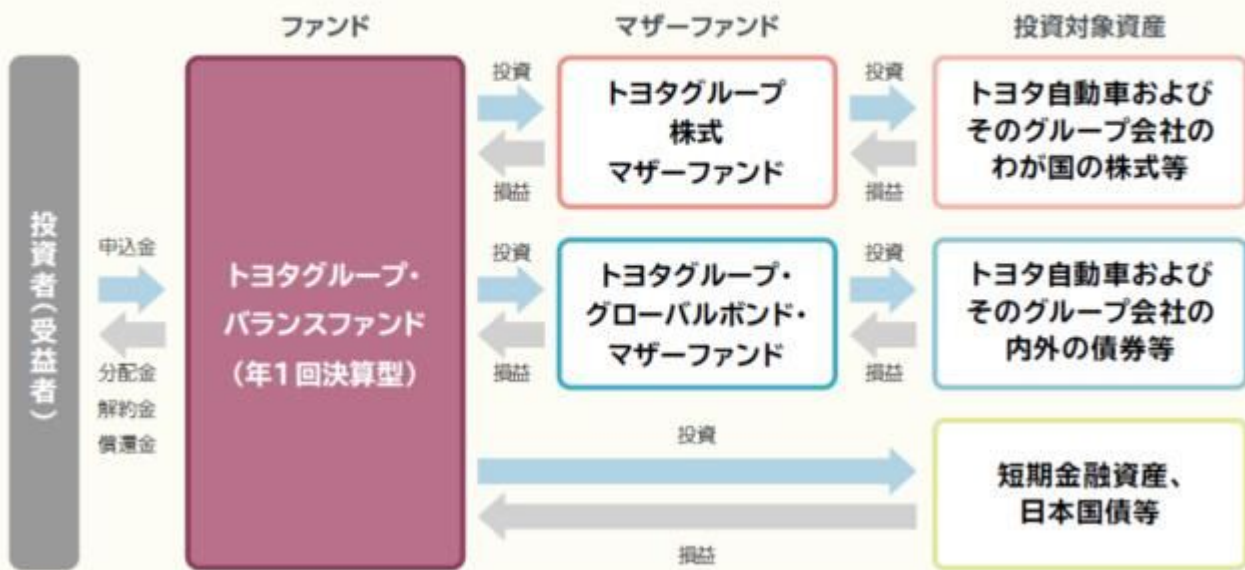 ファンド
マザーファンド
投資対象資産
投資者(受益者)
申込金
分配金
解約金
償還金
トヨタグループ・
バランスファンド
(年1回決算型)
投資
損益
トヨタグループ
株式
マザーファンド
投資
損益
トヨタ自動車および
そのグループ会社の
わが国の株式等
投資
損益
トヨタグループ・
グローバルボンド・
マザーファンド
投資
損益
トヨタ自動車および
そのグループ会社の
内外の債券等
投資
損益
短期金融資産、
日本国債等